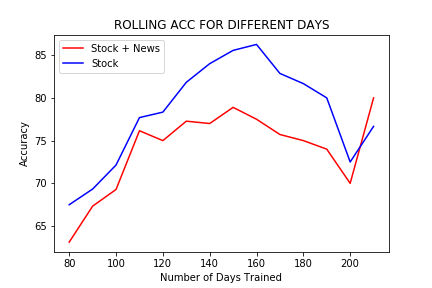 ROLLING ACC FOR DIFFERENT DAYS
Stock + News
Stock
85
80
75
70
65
Accuracy
80 100 120 140 160 180 200
Number of Days Trained